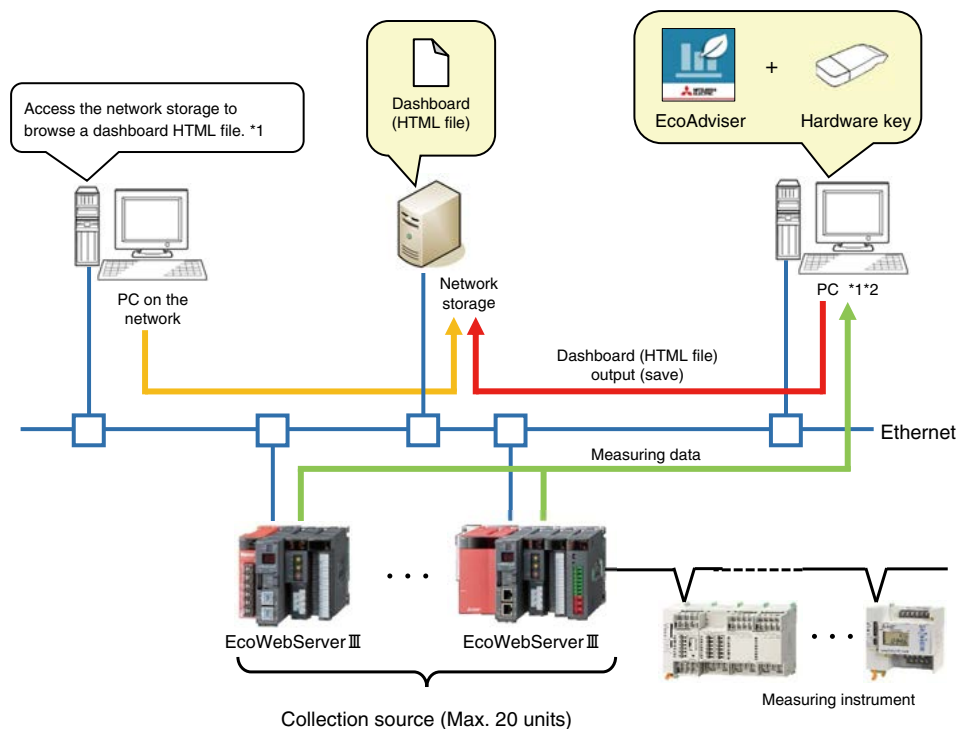 Access the network storage to
browse a dashboard HTML file. *1
Dashboard
(HTML file)
MITSUBISHI
ELECTRIC
+
EcoAdviser
Hardware key
PC on the
network
Network
storage
PC *1*2
Dashboard (HTML file)
output (save)
Ethernet
Measuring data
EcoWebServerⅢ
EcoWebServerⅢ
Measuring instrument
Collection source (Max. 20 units)